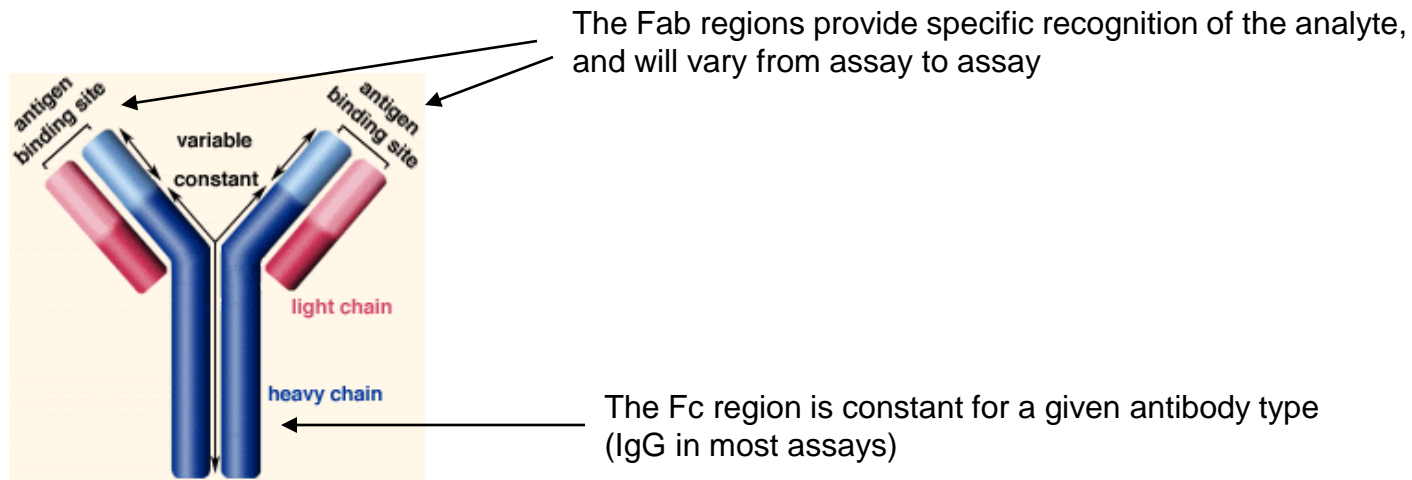 The Fab regions provide specific recognition of the analyte,
and will vary from assay to assay
antigen
binding site
antigen
binding site
variable
constant
light chain
heavy chain
The Fc region is constant for a given antibody type
(IgG in most assays)